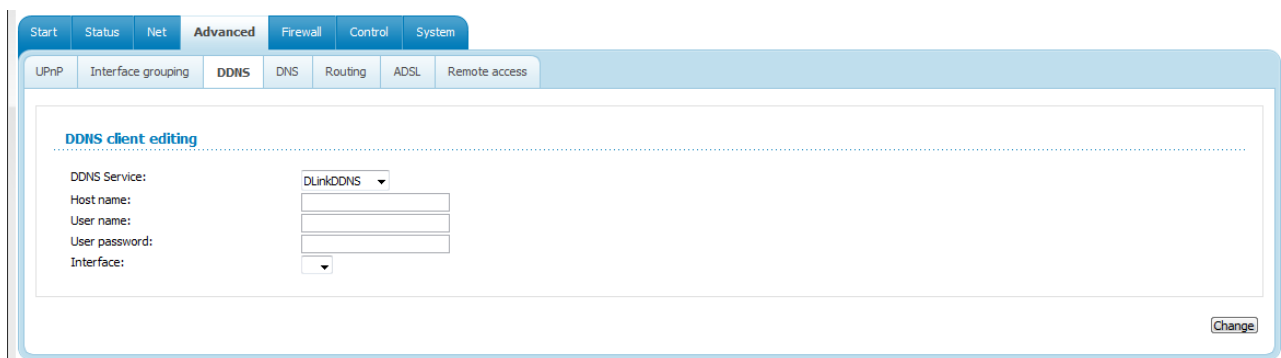 Start Status Net Advanced Firewall Control System
UPnP Interface grouping DDNS DNS Routing ADSL Remote access
DDNS client editing
DDNS Service: DLinkDDNS
Host name:
User name:
User password:
Interface:
Change